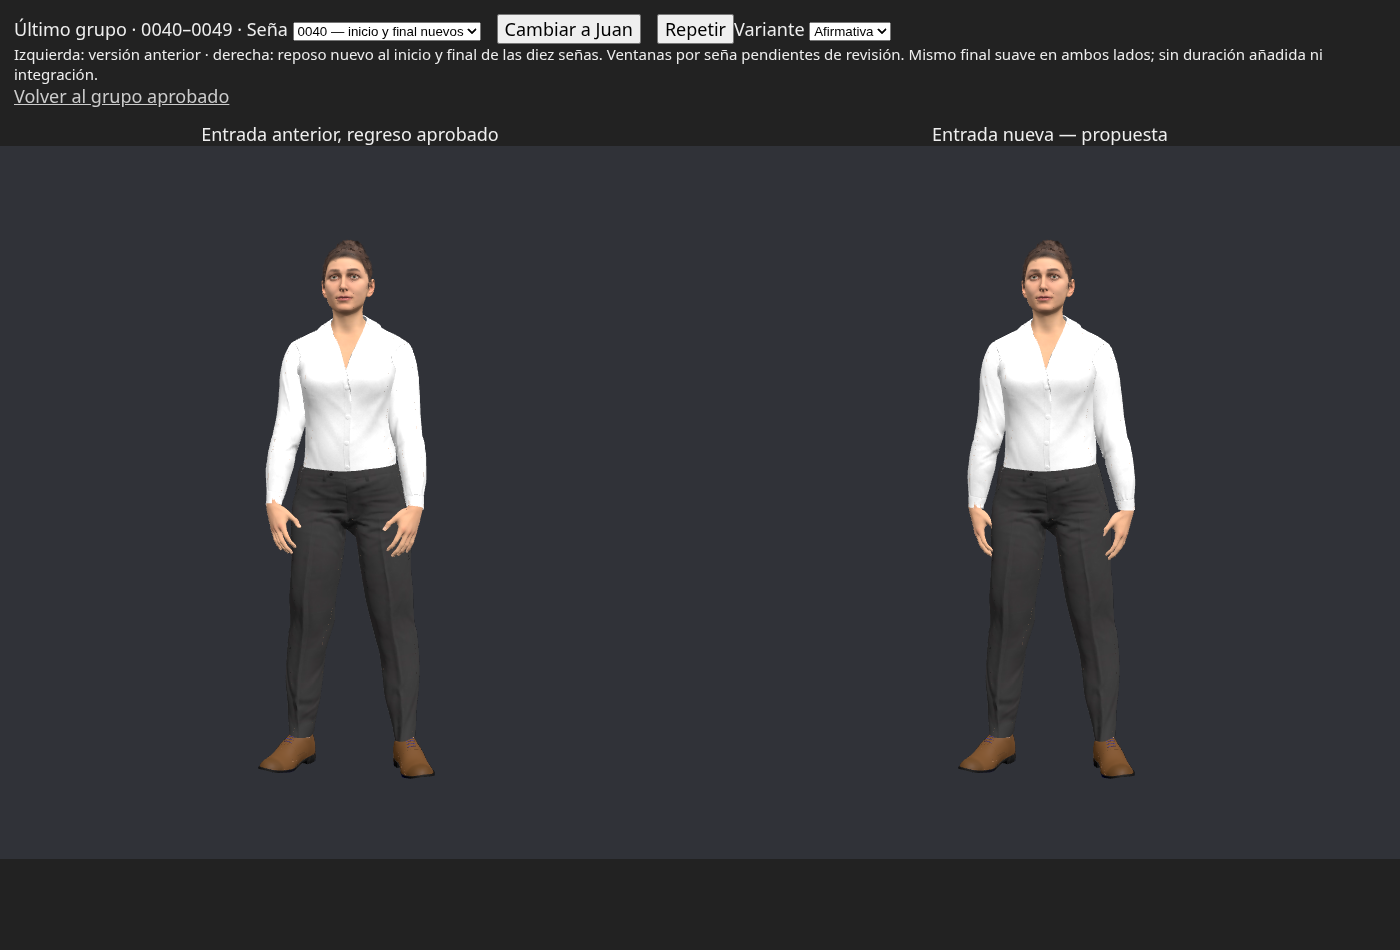 Último grupo · 0040–0049 · Seña 0040 — inicio y final nuevos Cambiar a Juan Repetir Variante Afirmativa
Izquierda: versión anterior · derecha: reposo nuevo al inicio y final de las diez señas. Ventanas por seña pendientes de revisión. Mismo final suave en ambos lados; sin duración añadida ni
integración.
Volver al grupo aprobado
Entrada anterior, regreso aprobado
Entrada nueva — propuesta